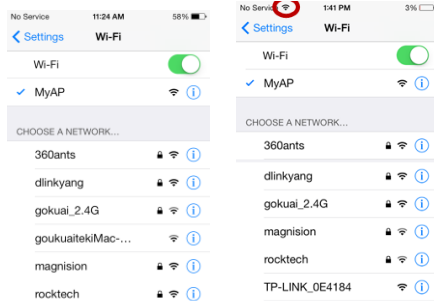 No Service 11:24 AM 58%
Settings Wi-Fi
Wi-Fi
MyAP
CHOOSE A NETWORK...
360ants
dlinkyang
gokuai_2.4G
goukuaitekiMac-...
magnision
rocktech
No Service 1:41 PM 3%
Settings Wi-Fi
Wi-Fi
MyAP
CHOOSE A NETWORK...
360ants
dlinkyang
gokuai_2.4G
magnision
rocktech
TP-LINK_0E4184